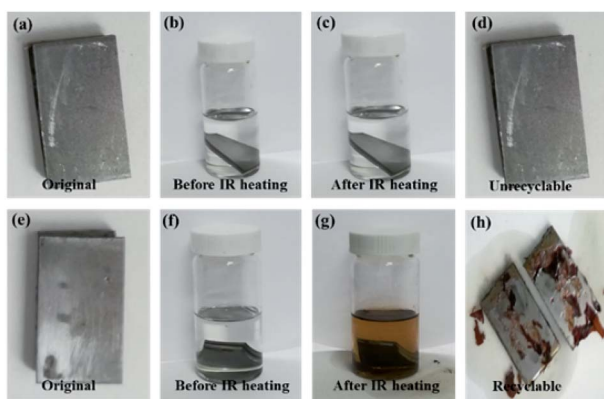 (a)
(b)
(c)
(d)
Original
Before IR heating
After IR heating
Unrecyclable
(e)
(f)
(g)
(h)
Original
Before IR heating
After IR heating
Recyclable